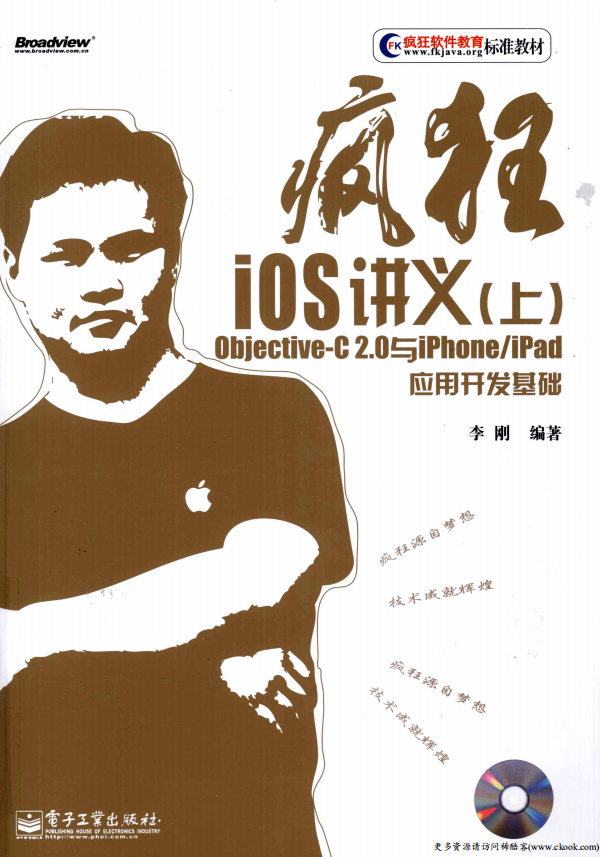 Broadview®
www.broadview.com.cn
FK 疯狂软件教育 标准教材
www.fkjava.org
疯狂
iOS讲义(上)
Objective-C 2.0与iPhone/iPad
应用开发基础
李 刚 编著
疯狂源自梦想
技术成就辉煌
疯狂源自梦想
技术成就辉煌
電子工業出版社·
PUBLISHING HOUSE OF ELECTRONICS INDUSTRY
http://www.phei.com.cn
更多资源请访问稀酷客(www.ckook.com)